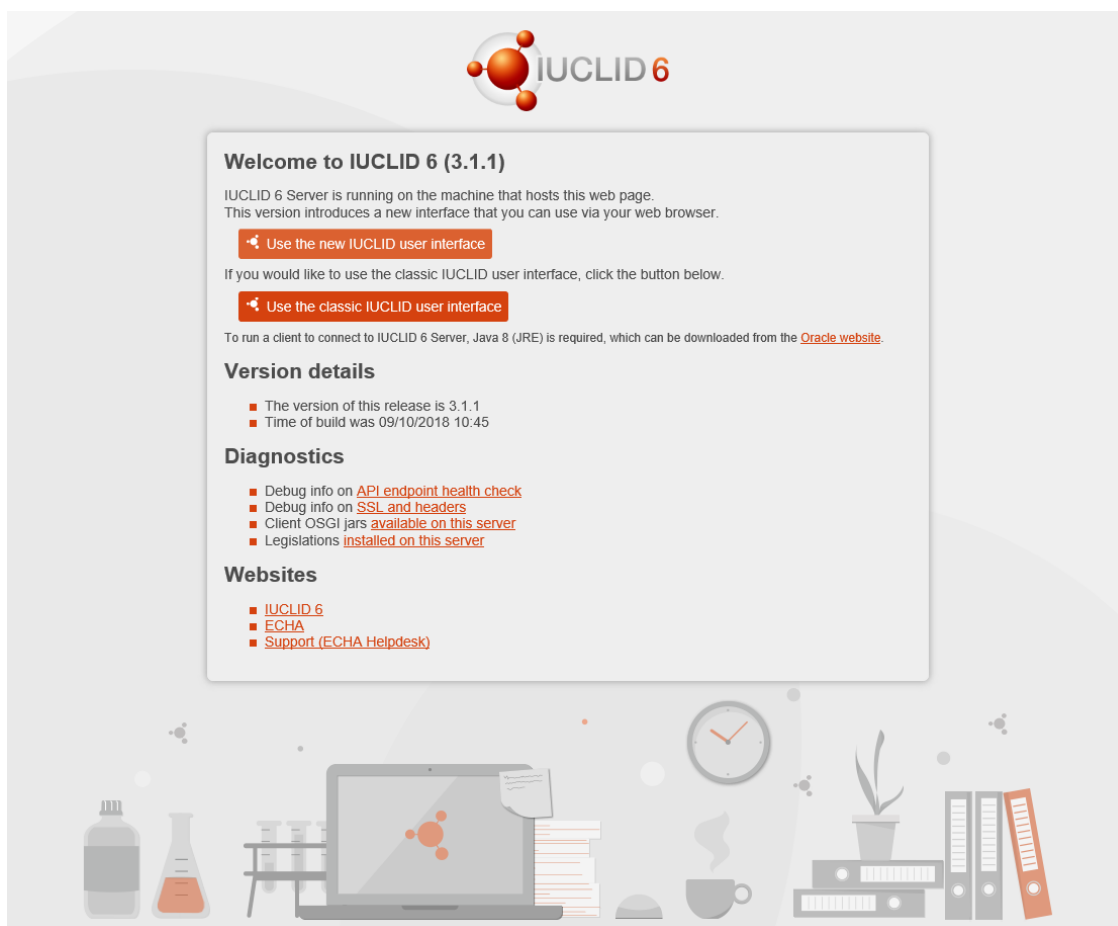 IUCLID 6
Welcome to IUCLID 6 (3.1.1)
IUCLID 6 Server is running on the machine that hosts this web page.
This version introduces a new interface that you can use via your web browser.
Use the new IUCLID user interface
If you would like to use the classic IUCLID user interface, click the button below.
Use the classic IUCLID user interface
To run a client to connect to IUCLID 6 Server, Java 8 (JRE) is required, which can be downloaded from the Oracle website.
Version details
The version of this release is 3.1.1
Time of build was 09/10/2018 10:45
Diagnostics
Debug info on API endpoint health check
Debug info on SSL and headers
Client OSGI jars available on this server
Legislations installed on this server
Websites
IUCLID 6
ECHA
Support (ECHA Helpdesk)